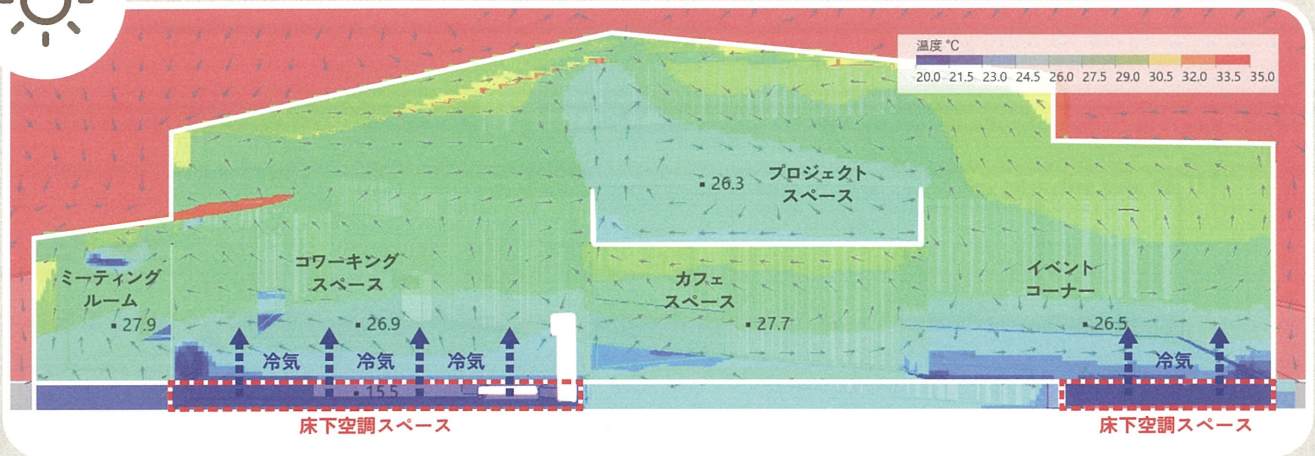 温度 ℃
20.0 21.5 23.0 24.5 26.0 27.5 29.0 30.5 32.0 33.5 35.0
プロジェクト
スペース
26.3
ミーティング
ルーム
27.9
コワーキング
スペース
26.9
カフェ
スペース
27.7
イベント
コーナー
26.5
冷気 冷気 冷気
冷気
15.5
床下空調スペース
床下空調スペース